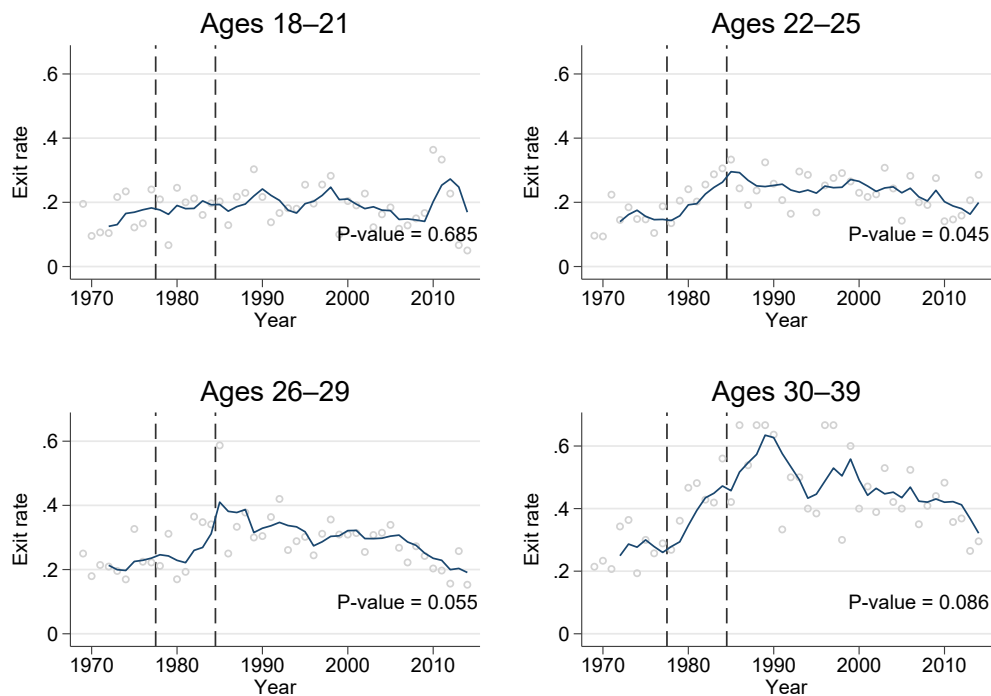 Ages 18–21
Exit rate
.6
.4
.2
0
P-value = 0.685
1970 1980 1990 2000 2010
Year
Ages 22–25
Exit rate
.6
.4
.2
0
P-value = 0.045
1970 1980 1990 2000 2010
Year
Ages 26–29
Exit rate
.6
.4
.2
0
P-value = 0.055
1970 1980 1990 2000 2010
Year
Ages 30–39
Exit rate
.6
.4
.2
0
P-value = 0.086
1970 1980 1990 2000 2010
Year